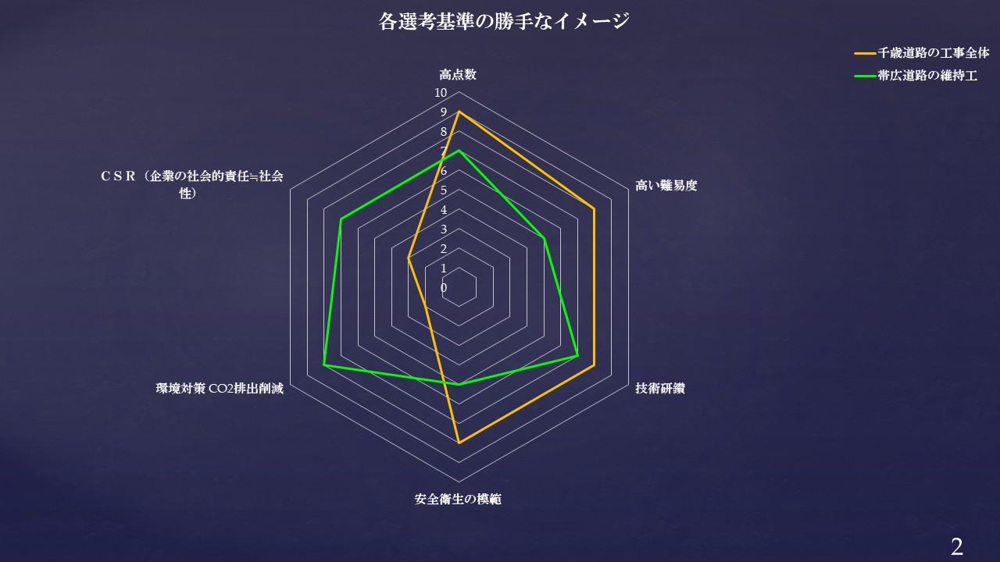 各選考基準の勝手なイメージ
千歳道路の工事全体
帯広道路の維持工
高点数
10
9
8
7
6
5
4
3
2
1
0
高い難易度
技術研鑽
安全衛生の模範
環境対策 CO2排出削減
ＣＳＲ（企業の社会的責任≒社会
性）
2